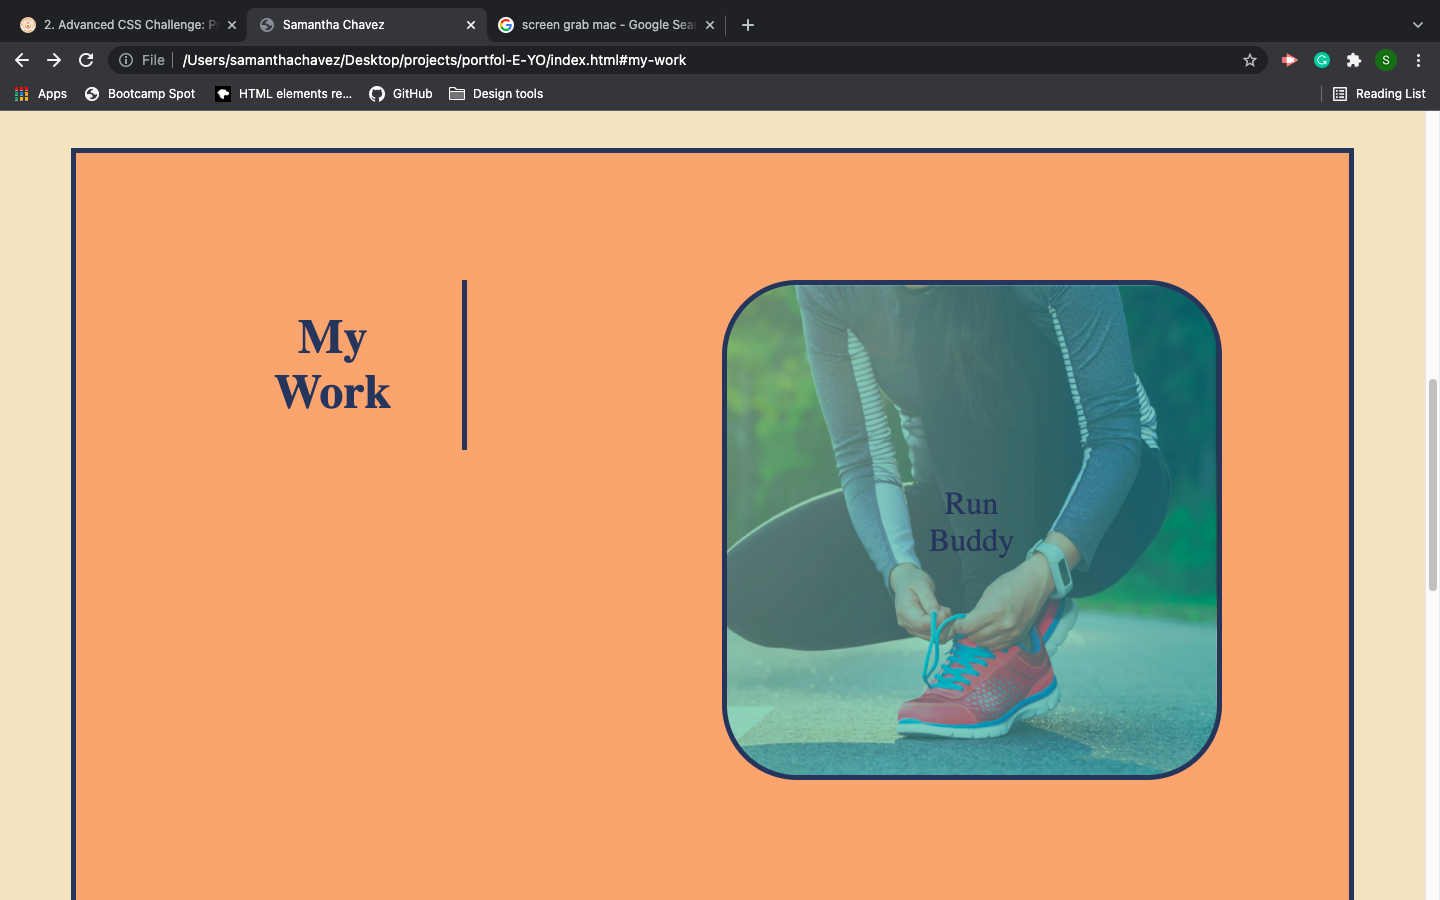 2. Advanced CSS Challenge: P
Samantha Chavez
screen grab mac - Google Sea
File
/Users/samanthachavez/Desktop/projects/portfol-E-YO/index.html#my-work
S
Apps
Bootcamp Spot
HTML elements re...
GitHub
Design tools
Reading List
My
Work
Run
Buddy